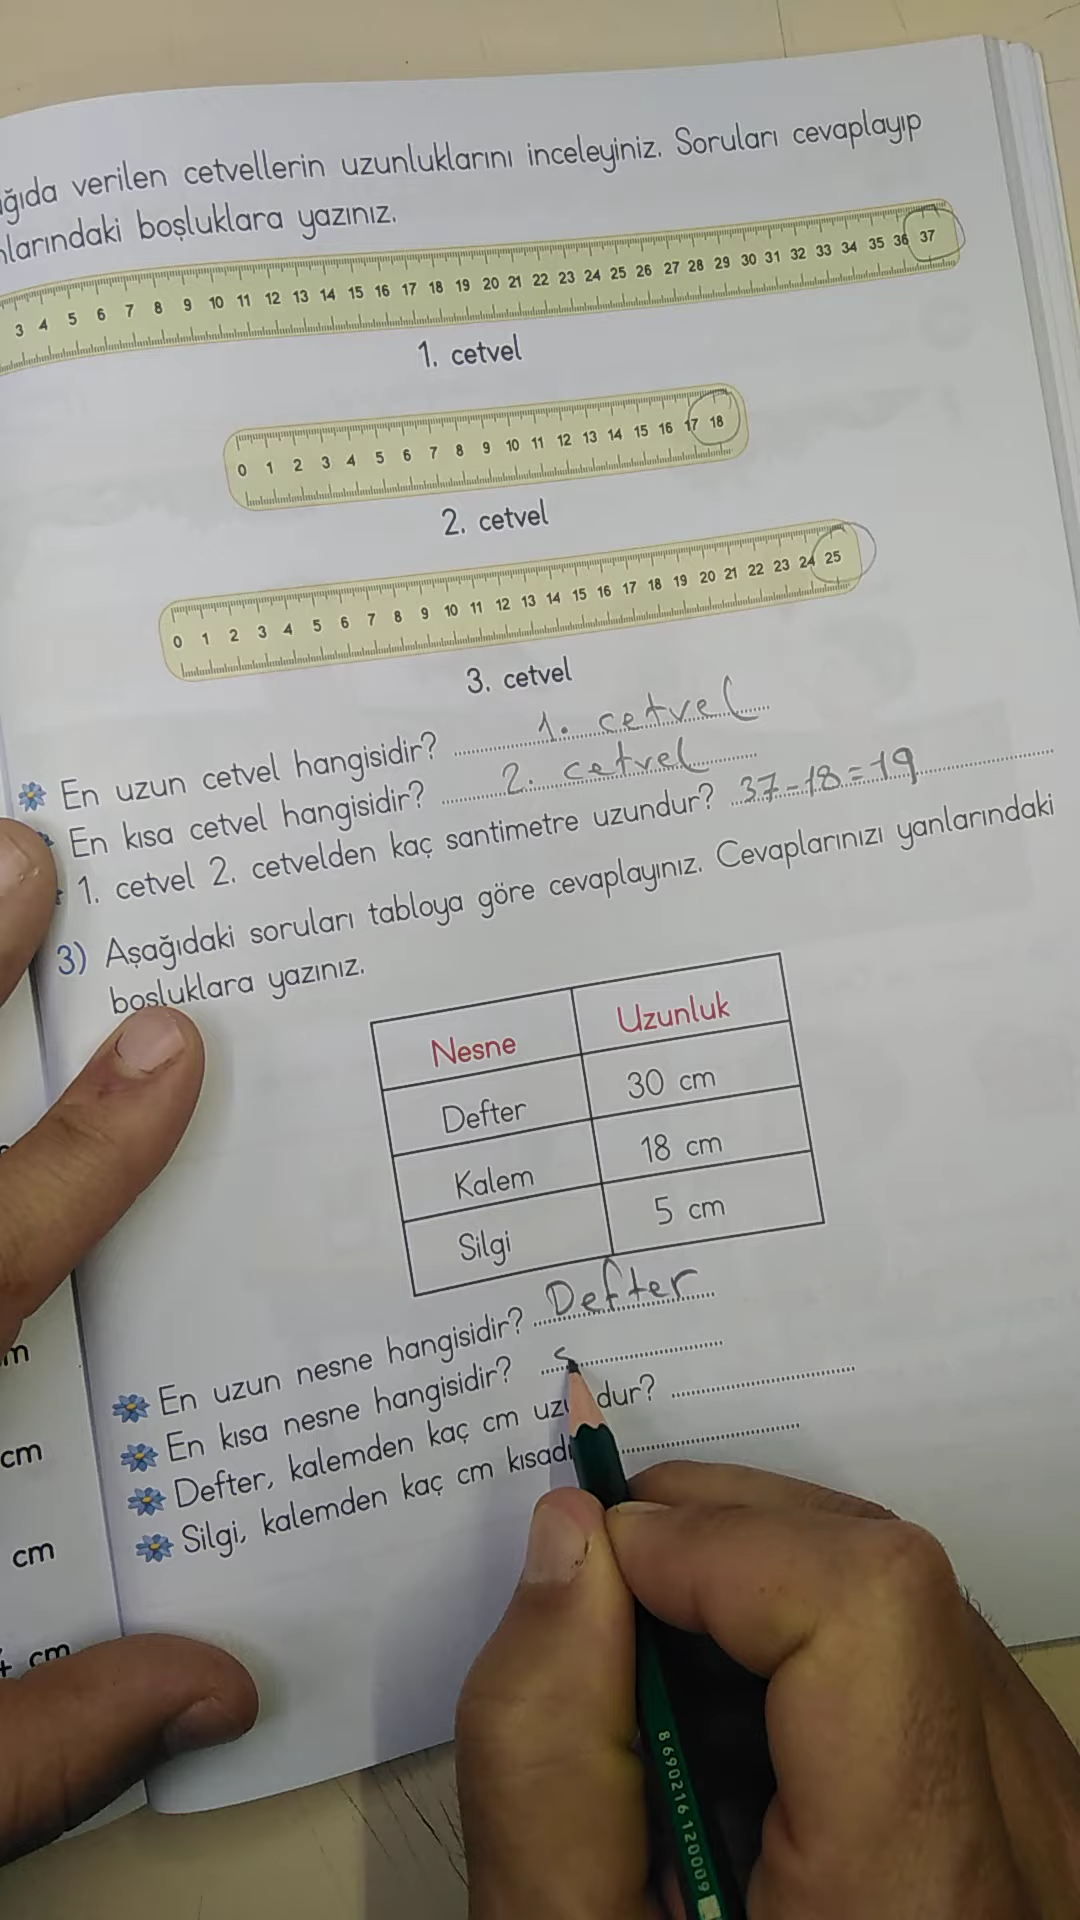 verilen cetvellerin uzunluklarını inceleyiniz. Soruları cevaplayıp
boşluklara yazınız.
3 4 5 6 7 8 9 10 11 12 13 14 15 16 17 18 19 20 21 22 23 24 25 26 27 28 29 30 31 32 33 34 35 36 37
1. cetvel
0 1 2 3 4 5 6 7 8 9 10 11 12 13 14 15 16 17 18
2. cetvel
0 1 2 3 4 5 6 7 8 9 10 11 12 13 14 15 16 17 18 19 20 21 22 23 24 25
3. cetvel
En uzun cetvel hangisidir? 1. cetvel
En kısa cetvel hangisidir? 2. cetvel
1. cetvel 2. cetvelden kaç santimetre uzundur? 37-18=19
3) Aşağıdaki soruları tabloya göre cevaplayınız. Cevaplarınızı yanlarındaki
boşluklara yazınız.
Nesne Uzunluk
Defter 30 cm
Kalem 18 cm
Silgi 5 cm
En uzun nesne hangisidir? Defter
En kısa nesne hangisidir? S
Defter, kalemden kaç cm dur?
Silgi, kalemden kaç cm
cm
cm
cm
8690216120009